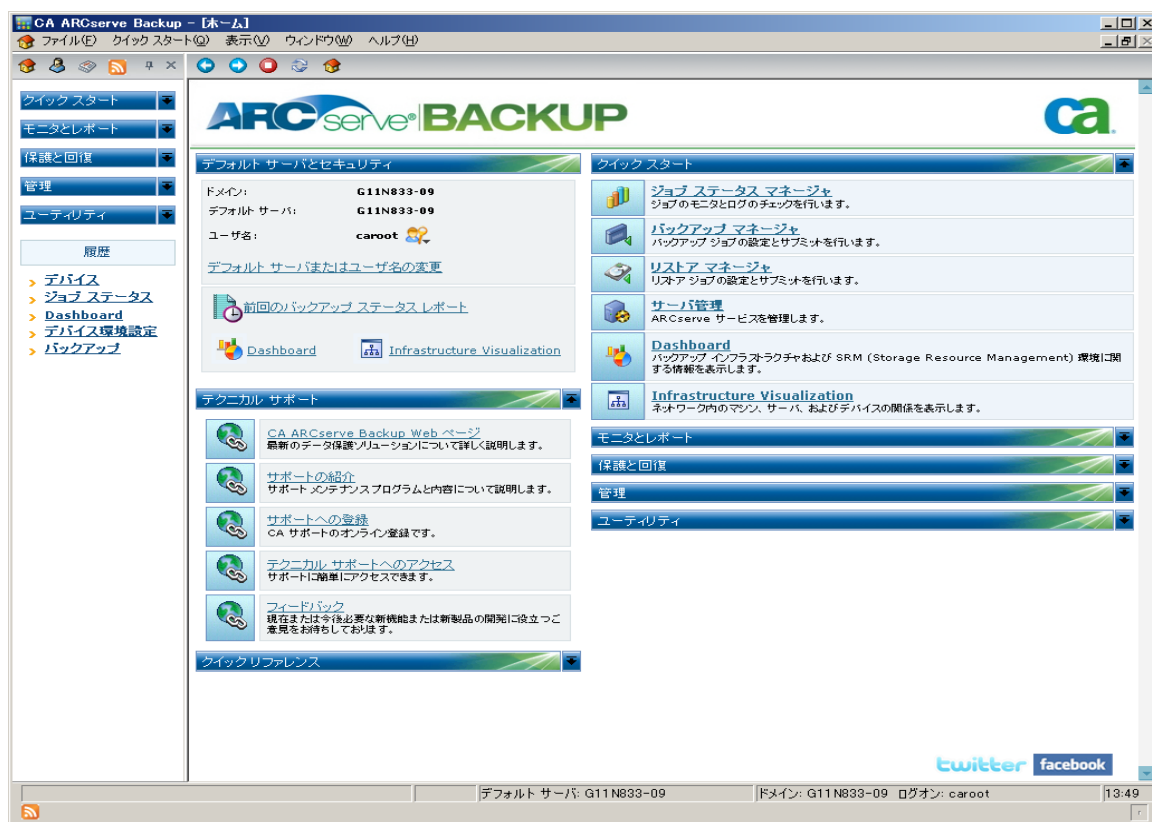 CA ARCserve Backup - [ホーム]
ファイル(F) クイック スタート(Q) 表示(V) ウィンドウ(W) ヘルプ(H)
クイック スタート
モニタとレポート
保護と回復
管理
ユーティリティ
履歴
デバイス
ジョブ ステータス
Dashboard
デバイス環境設定
バックアップ
ARCserve® BACKUP
ca.
デフォルト サーバとセキュリティ
ドメイン: G11N833-09
デフォルト サーバ: G11N833-09
ユーザ名: caroot
デフォルト サーバまたはユーザ名の変更
前回のバックアップ ステータス レポート
Dashboard
Infrastructure Visualization
テクニカル サポート
CA ARCserve Backup Web ページ
最新のデータ保護ソリューションについて詳しく説明します。
サポートの紹介
サポート メンテナンス プログラムと内容について説明します。
サポートへの登録
CA サポートのオンライン登録です。
テクニカル サポートへのアクセス
サポートに簡単にアクセスできます。
フィードバック
現在または今後必要な新機能または新製品の開発に役立つご
意見をお待ちしております。
クイック リファレンス
クイック スタート
ジョブ ステータス マネージャ
ジョブのモニタとログのチェックを行います。
バックアップ マネージャ
バックアップ ジョブの設定とサブミットを行います。
リストア マネージャ
リストア ジョブの設定とサブミットを行います。
サーバ管理
ARCserve サービスを管理します。
Dashboard
バックアップ インフラストラクチャおよび SRM (Storage Resource Management) 環境に関
する情報を表示します。
Infrastructure Visualization
ネットワーク内のマシン、サーバ、およびデバイスの関係を表示します。
モニタとレポート
保護と回復
管理
ユーティリティ
twitter
facebook
デフォルト サーバ: G11N833-09
ドメイン: G11N833-09 ログオン: caroot
13:49